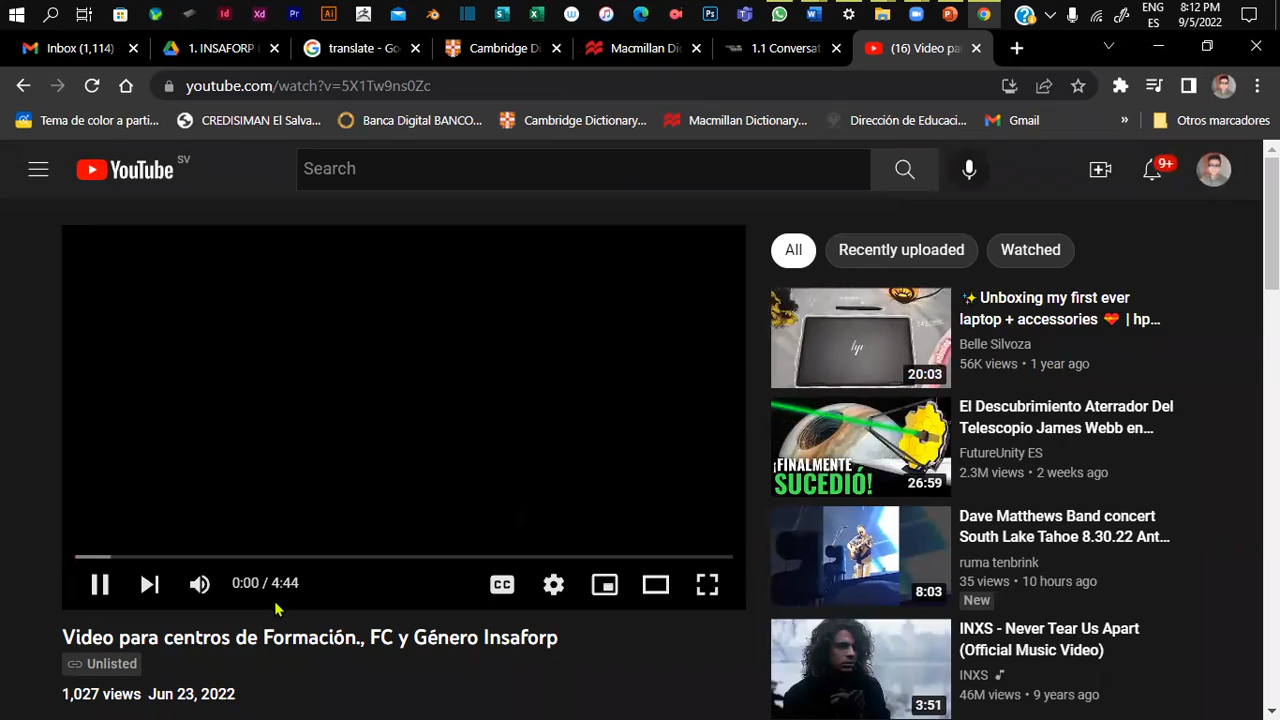 Id Xd Pr Ai S X W Ps P ENG
ES 8:12 PM
9/5/2022
Inbox (1,114) 1. INSAFORP translate - Go Cambridge Di Macmillan Dic 1.1 Conversat (16) Video pa
youtube.com/watch?v=5X1Tw9ns0Zc
Tema de color a parti... CREDISIMAN El Salva... Banca Digital BANCO... Cambridge Dictionary... Macmillan Dictionary... Dirección de Educaci... Gmail » Otros marcadores
YouTube SV Search 9+
All Recently uploaded Watched
✨ Unboxing my first ever
laptop + accessories ❤️ | hp...
Belle Silvoza
56K views • 1 year ago
hp
20:03
El Descubrimiento Aterrador Del
Telescopio James Webb en...
FutureUnity ES
2.3M views • 2 weeks ago
¡FINALMENTE
SUCEDIÓ!
26:59
Dave Matthews Band concert
South Lake Tahoe 8.30.22 Ant...
ruma tenbrink
35 views • 10 hours ago
New
8:03
INXS - Never Tear Us Apart
(Official Music Video)
INXS
46M views • 9 years ago
3:51
0:00 / 4:44 CC
Video para centros de Formación., FC y Género Insaforp
Unlisted
1,027 views Jun 23, 2022